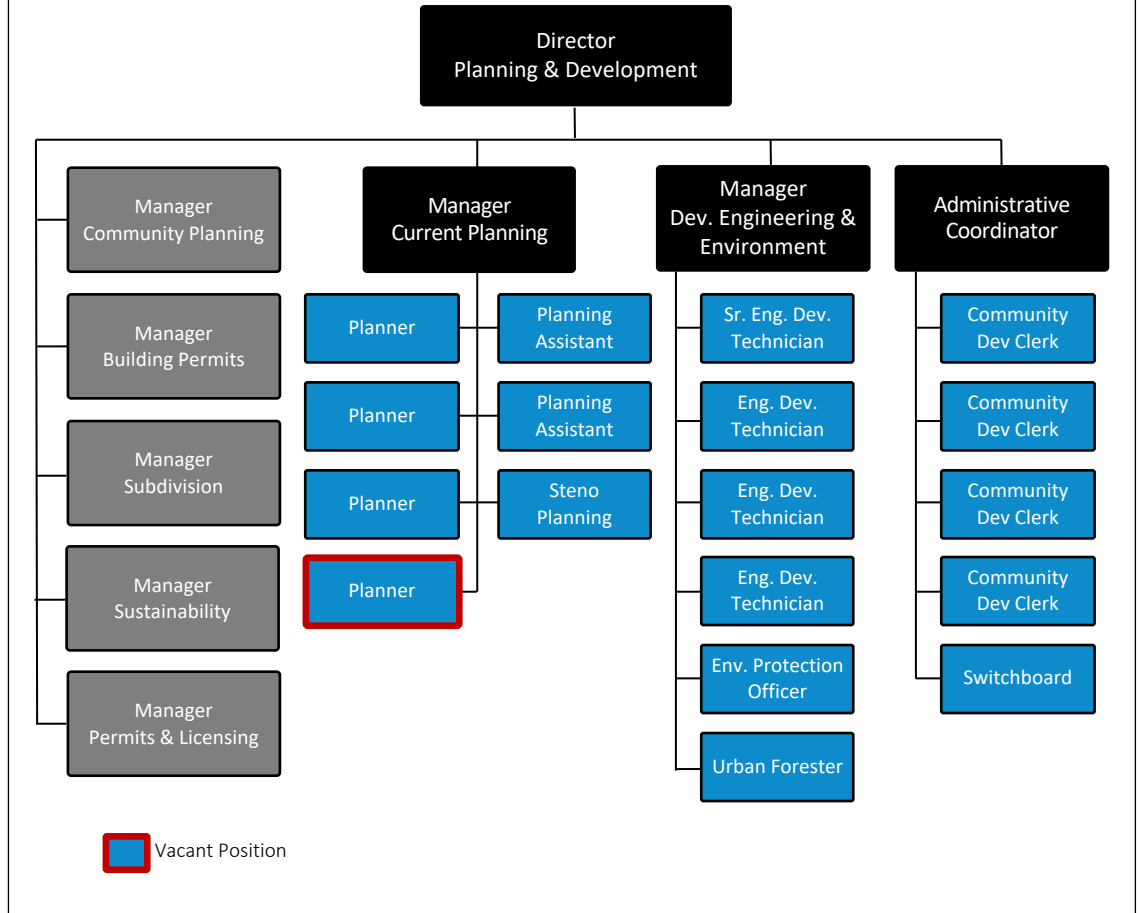 Director
Planning & Development
Manager
Community Planning
Manager
Building Permits
Manager
Subdivision
Manager
Sustainability
Manager
Permits & Licensing
Manager
Current Planning
Planner
Planning
Assistant
Planner
Planning
Assistant
Planner
Steno
Planning
Planner
Manager
Dev. Engineering &
Environment
Sr. Eng. Dev.
Technician
Eng. Dev.
Technician
Eng. Dev.
Technician
Eng. Dev.
Technician
Env. Protection
Officer
Urban Forester
Administrative
Coordinator
Community
Dev Clerk
Community
Dev Clerk
Community
Dev Clerk
Community
Dev Clerk
Switchboard
Vacant Position